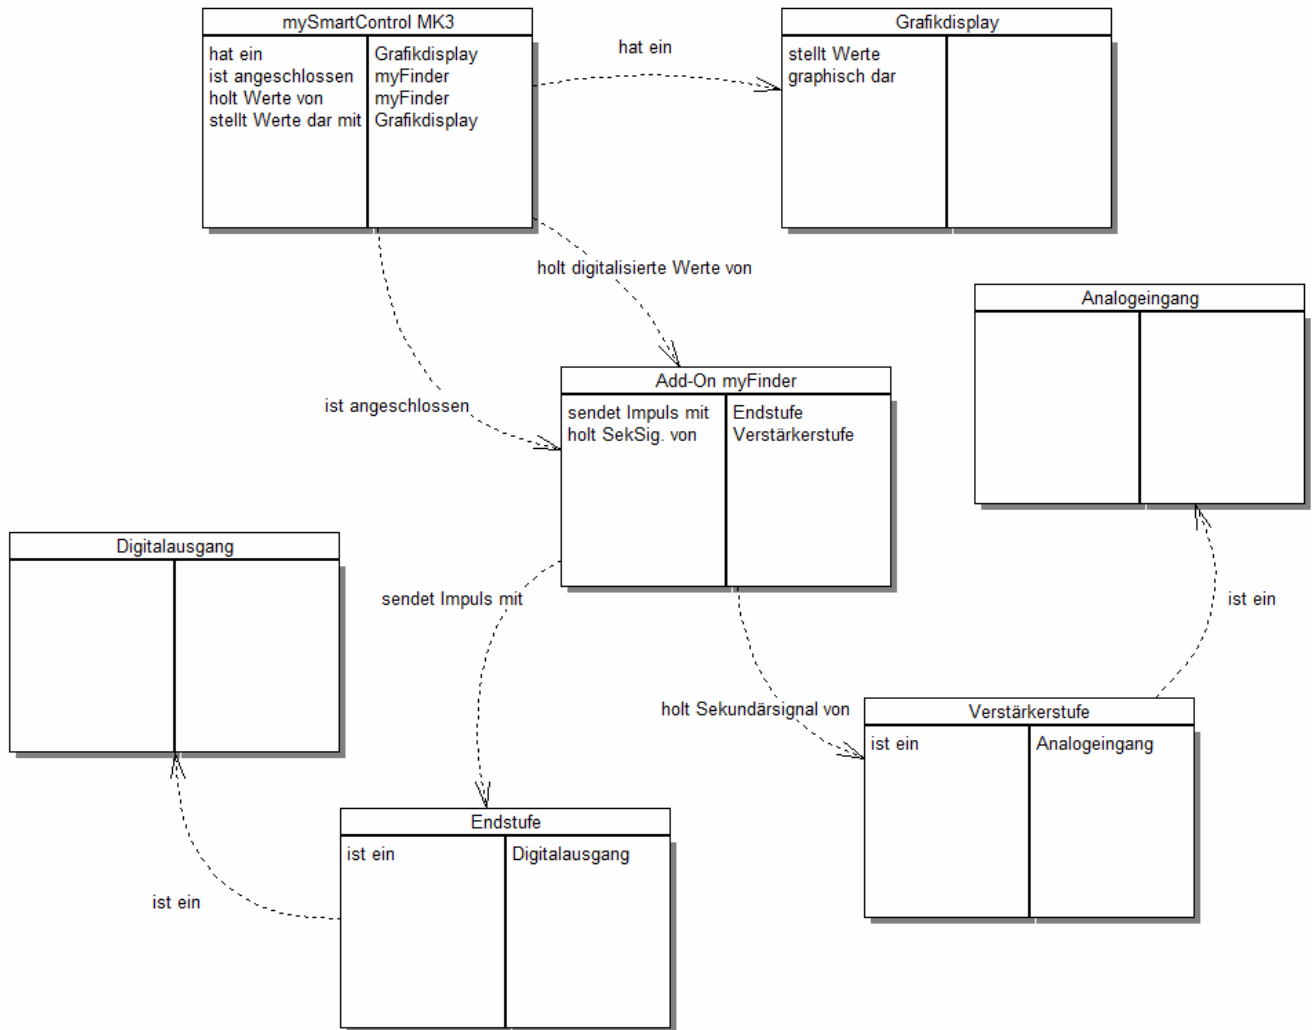 mySmartControl MK3
hat ein Grafikdisplay
ist angeschlossen myFinder
holt Werte von myFinder
stellt Werte dar mit Grafikdisplay
hat ein
Grafikdisplay
stellt Werte
graphisch dar
holt digitalisierte Werte von
ist angeschlossen
Analogeingang
Add-On myFinder
sendet Impuls mit Endstufe
holt SekSig. von Verstärkerstufe
Digitalausgang
sendet Impuls mit
ist ein
holt Sekundärsignal von
Verstärkerstufe
ist ein Analogeingang
Endstufe
ist ein Digitalausgang
ist ein